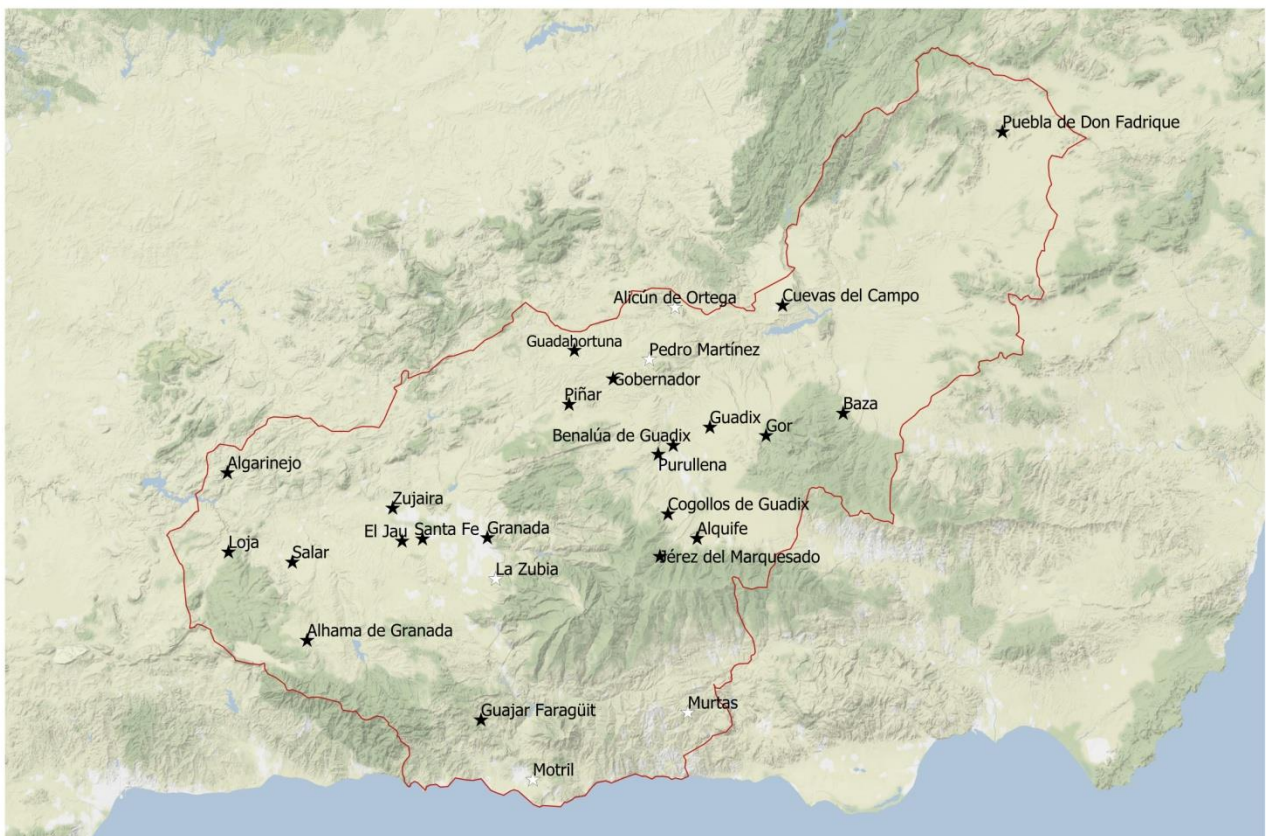 Puebla de Don Fadrique
Alicún de Ortega
Cuevas del Campo
Guadahortuna
Pedro Martínez
Gobernador
Piñar
Baza
Guadix
Gor
Benalúa de Guadix
Purullena
Algarinejo
Zujaira
Cogollos de Guadix
El Jau
Santa Fe
Granada
Alquife
Loja
Salar
Jérez del Marquesado
La Zubia
Alhama de Granada
Guajar Faragüit
Murtas
Motril